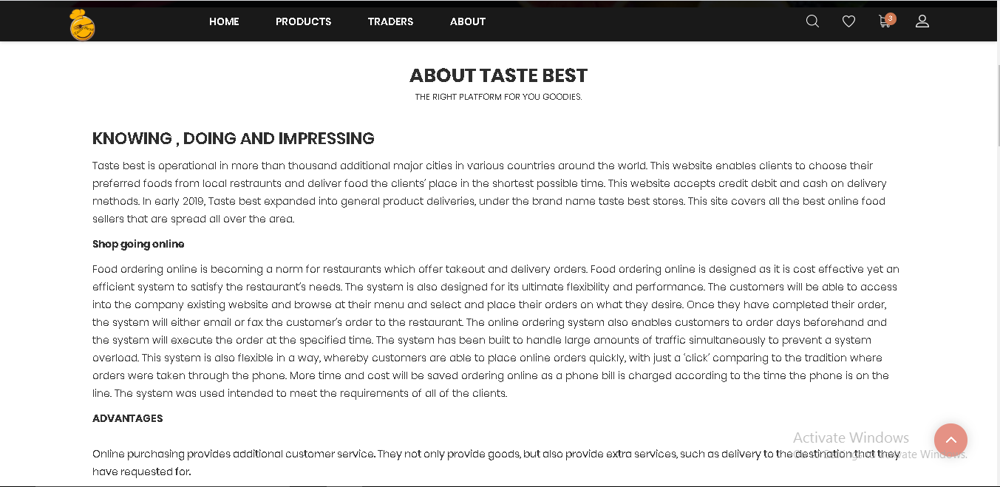 HOME PRODUCTS TRADERS ABOUT
3
ABOUT TASTE BEST
THE RIGHT PLATFORM FOR YOU GOODIES.
KNOWING , DOING AND IMPRESSING
Taste best is operational in more than thousand additional major cities in various countries around the world. This website enables clients to choose their
preferred foods from local restraunts and deliver food the clients' place in the shortest possible time. This website accepts credit debit and cash on delivery
methods. In early 2019, Taste best expanded into general product deliveries, under the brand name taste best stores. This site covers all the best online food
sellers that are spread all over the area.
Shop going online
Food ordering online is becoming a norm for restaurants which offer takeout and delivery orders. Food ordering online is designed as it is cost effective yet an
efficient system to satisfy the restaurant's needs. The system is also designed for its ultimate flexibility and performance. The customers will be able to access
into the company existing website and browse at their menu and select and place their orders on what they desire. Once they have completed their order,
the system will either email or fax the customer's order to the restaurant. The online ordering system also enables customers to order days beforehand and
the system will execute the order at the specified time. The system has been built to handle large amounts of traffic simultaneously to prevent a system
overload. This system is also flexible in a way, whereby customers are able to place online orders quickly, with just a 'click' comparing to the tradition where
orders were taken through the phone. More time and cost will be saved ordering online as a phone bill is charged according to the time the phone is on the
line. The system was used intended to meet the requirements of all of the clients.
ADVANTAGES
Activate Windows
Online purchasing provides additional customer service. They not only provide goods, but also provide extra services, such as delivery to the destination that they
Go to Settings to activate Windows.
have requested for.